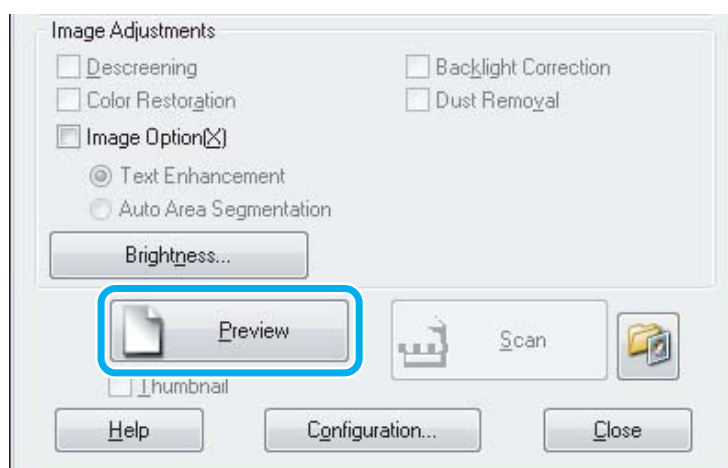 Image Adjustments
Descreening Backlight Correction
Color Restoration Dust Removal
Image Option(X)
Text Enhancement
Auto Area Segmentation
Brightness...
Preview Scan
Thumbnail
Help Configuration... Close